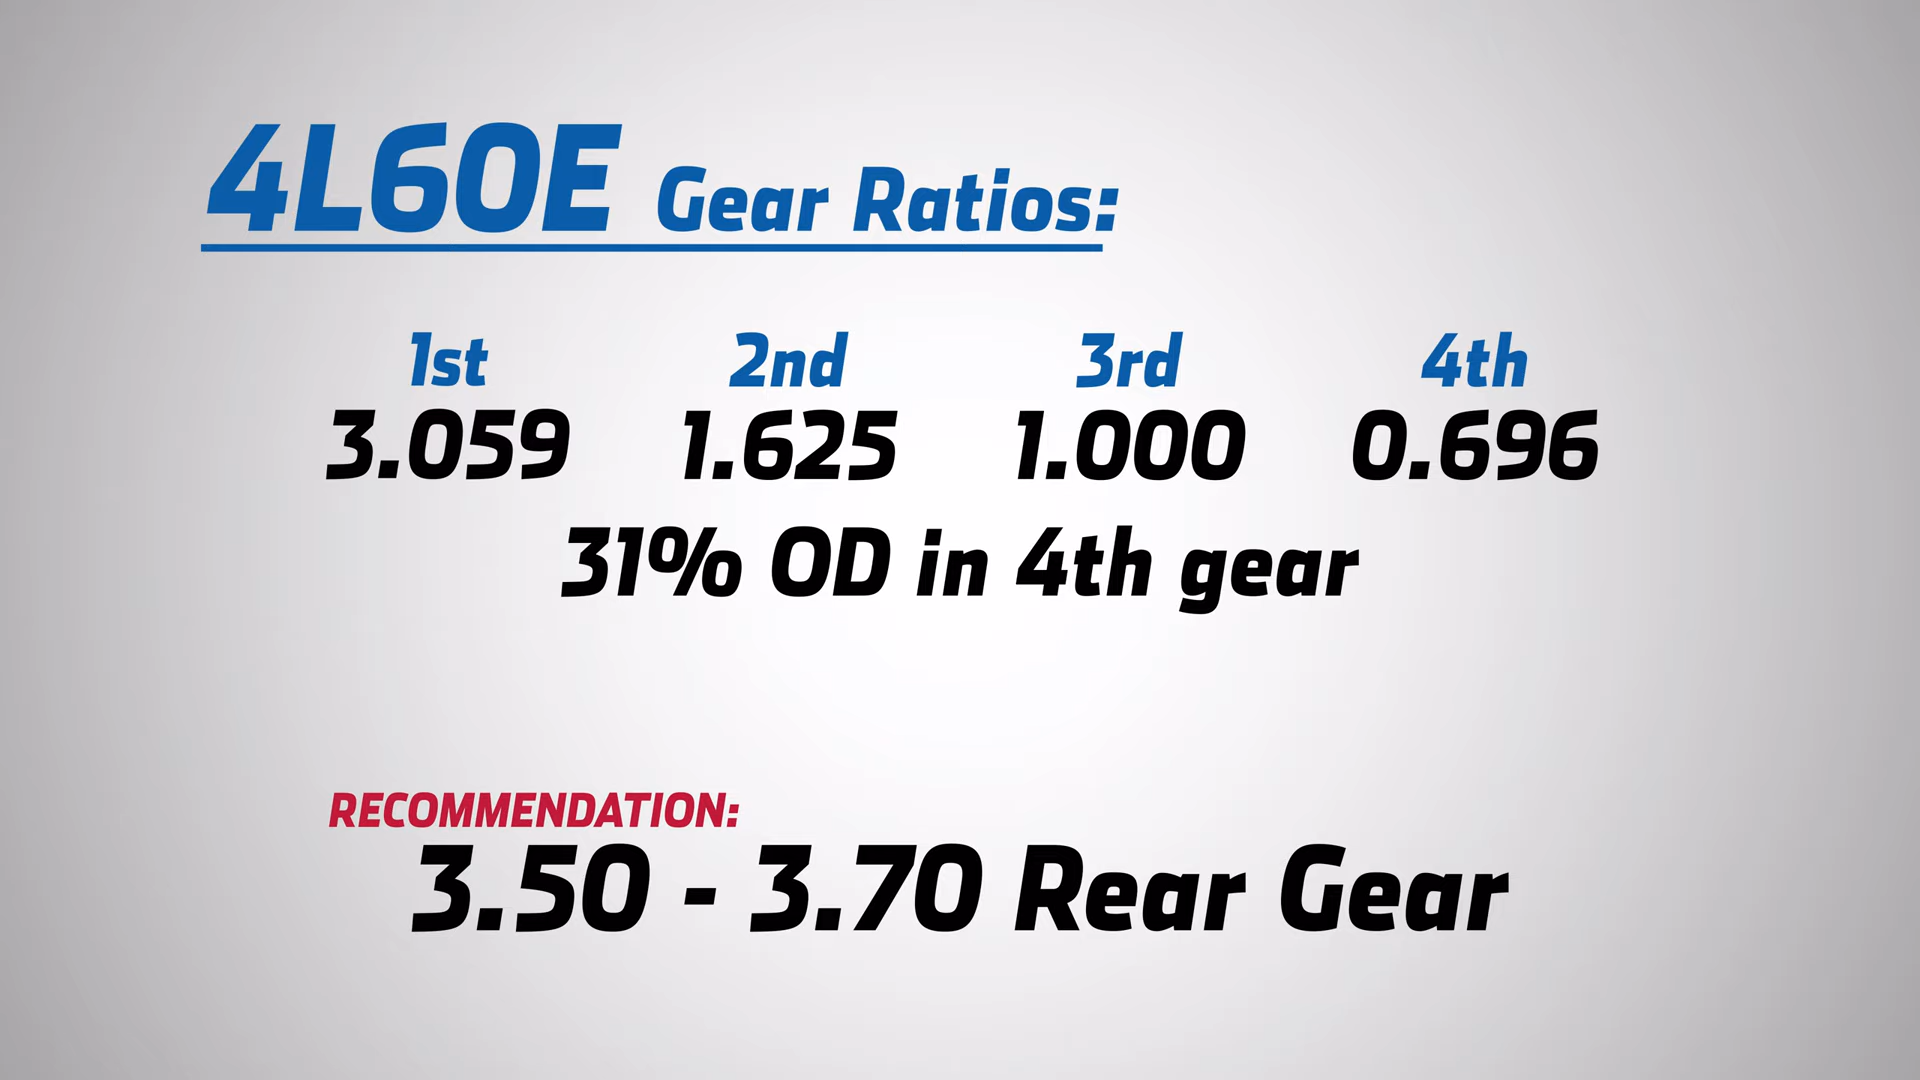 4L60E Gear Ratios:
1st 2nd 3rd 4th
3.059 1.625 1.000 0.696
31% OD in 4th gear
RECOMMENDATION:
3.50 - 3.70 Rear Gear